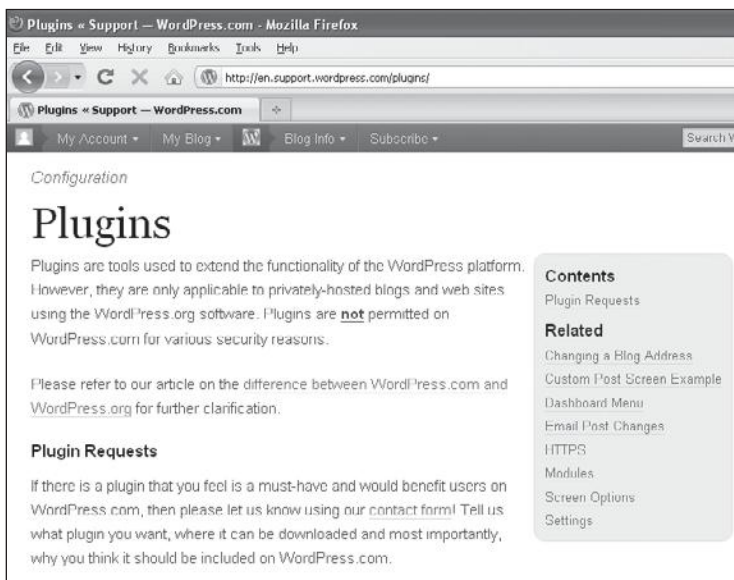 Plugins « Support — WordPress.com - Mozilla Firefox
File Edit View History Bookmarks Tools Help
http://en.support.wordpress.com/plugins/
Plugins « Support — WordPress.com
My Account My Blog Blog Info Subscribe Search W
Configuration
Plugins
Plugins are tools used to extend the functionality of the WordPress platform.
However, they are only applicable to privately-hosted blogs and web sites
using the WordPress.org software. Plugins are not permitted on
WordPress.com for various security reasons.
Please refer to our article on the difference between WordPress.com and
WordPress.org for further clarification.
Plugin Requests
If there is a plugin that you feel is a must-have and would benefit users on
WordPress.com, then please let us know using our contact form! Tell us
what plugin you want, where it can be downloaded and most importantly,
why you think it should be included on WordPress.com.
Contents
Plugin Requests
Related
Changing a Blog Address
Custom Post Screen Example
Dashboard Menu
Email Post Changes
HTTPS
Modules
Screen Options
Settings